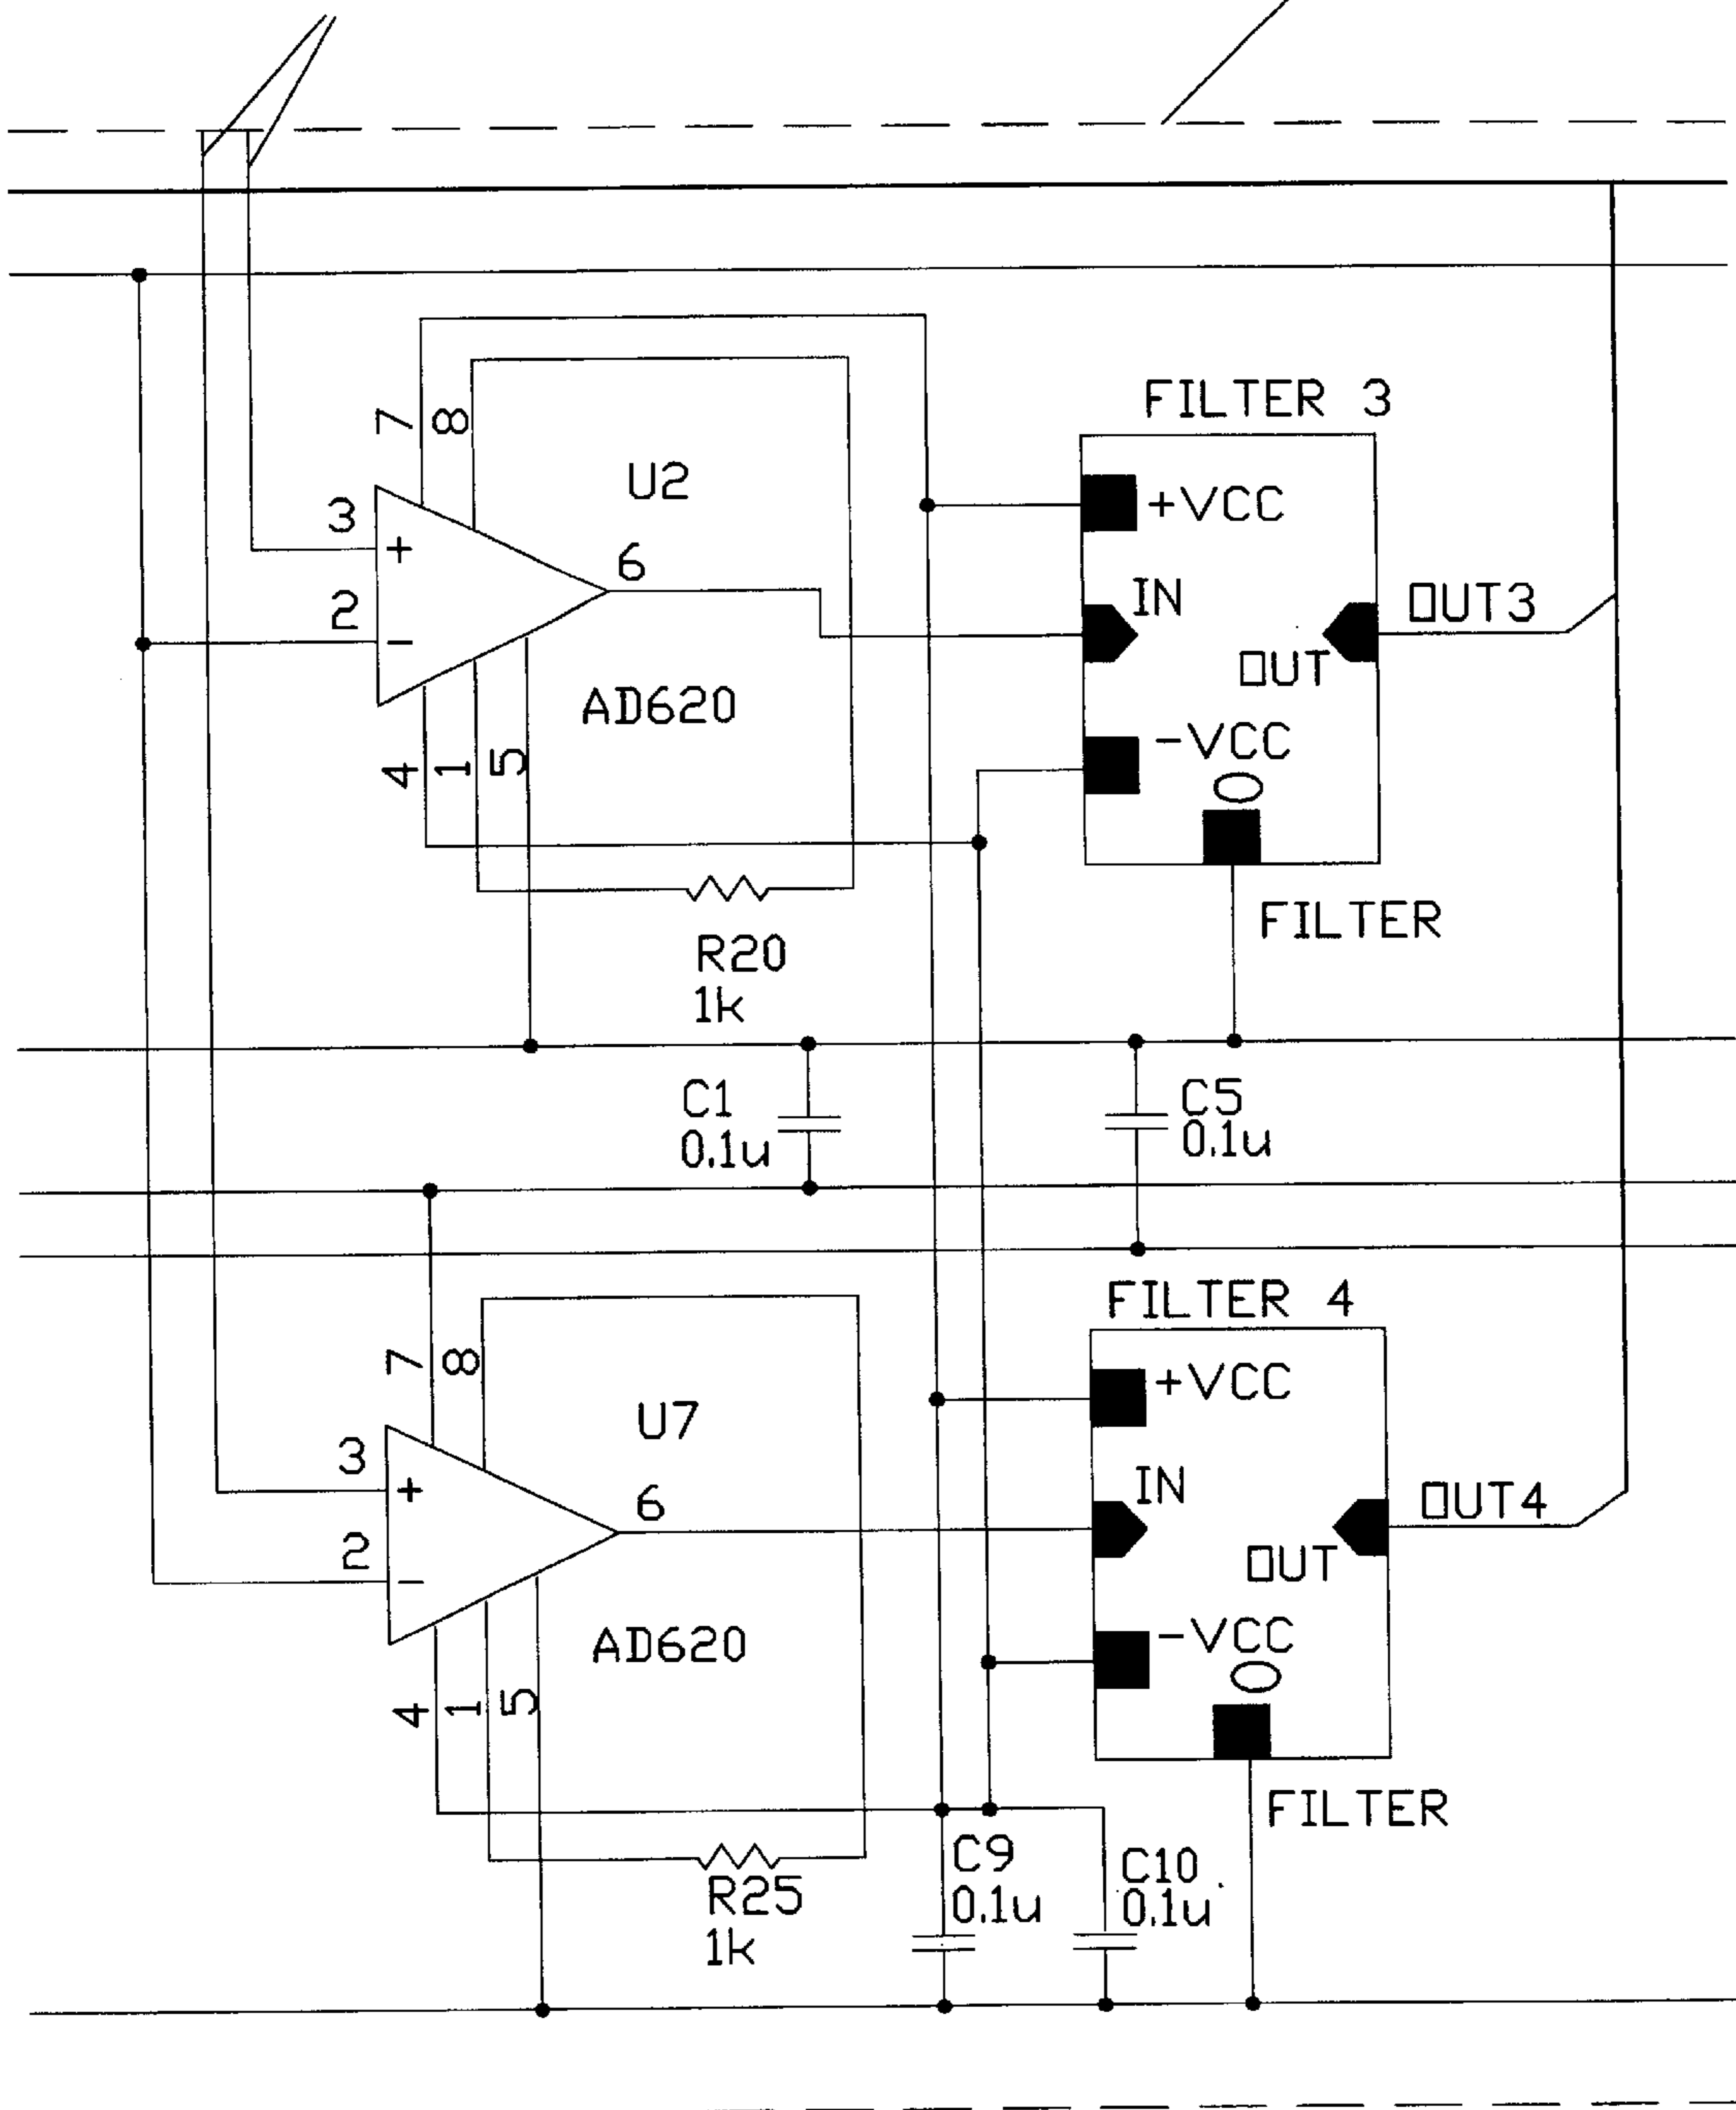 FILTER 3
7
8
U2
3
+
+VCC
6
IN
OUT3
2
-
OUT
AD620
-VCC
4
1
5
0
FILTER
R20
1k
C1
0.1u
C5
0.1u
FILTER 4
7
8
+VCC
U7
3
+
IN
6
OUT4
2
-
OUT
AD620
-VCC
4
1
5
0
FILTER
C9
0.1u
C10
0.1u
R25
1k